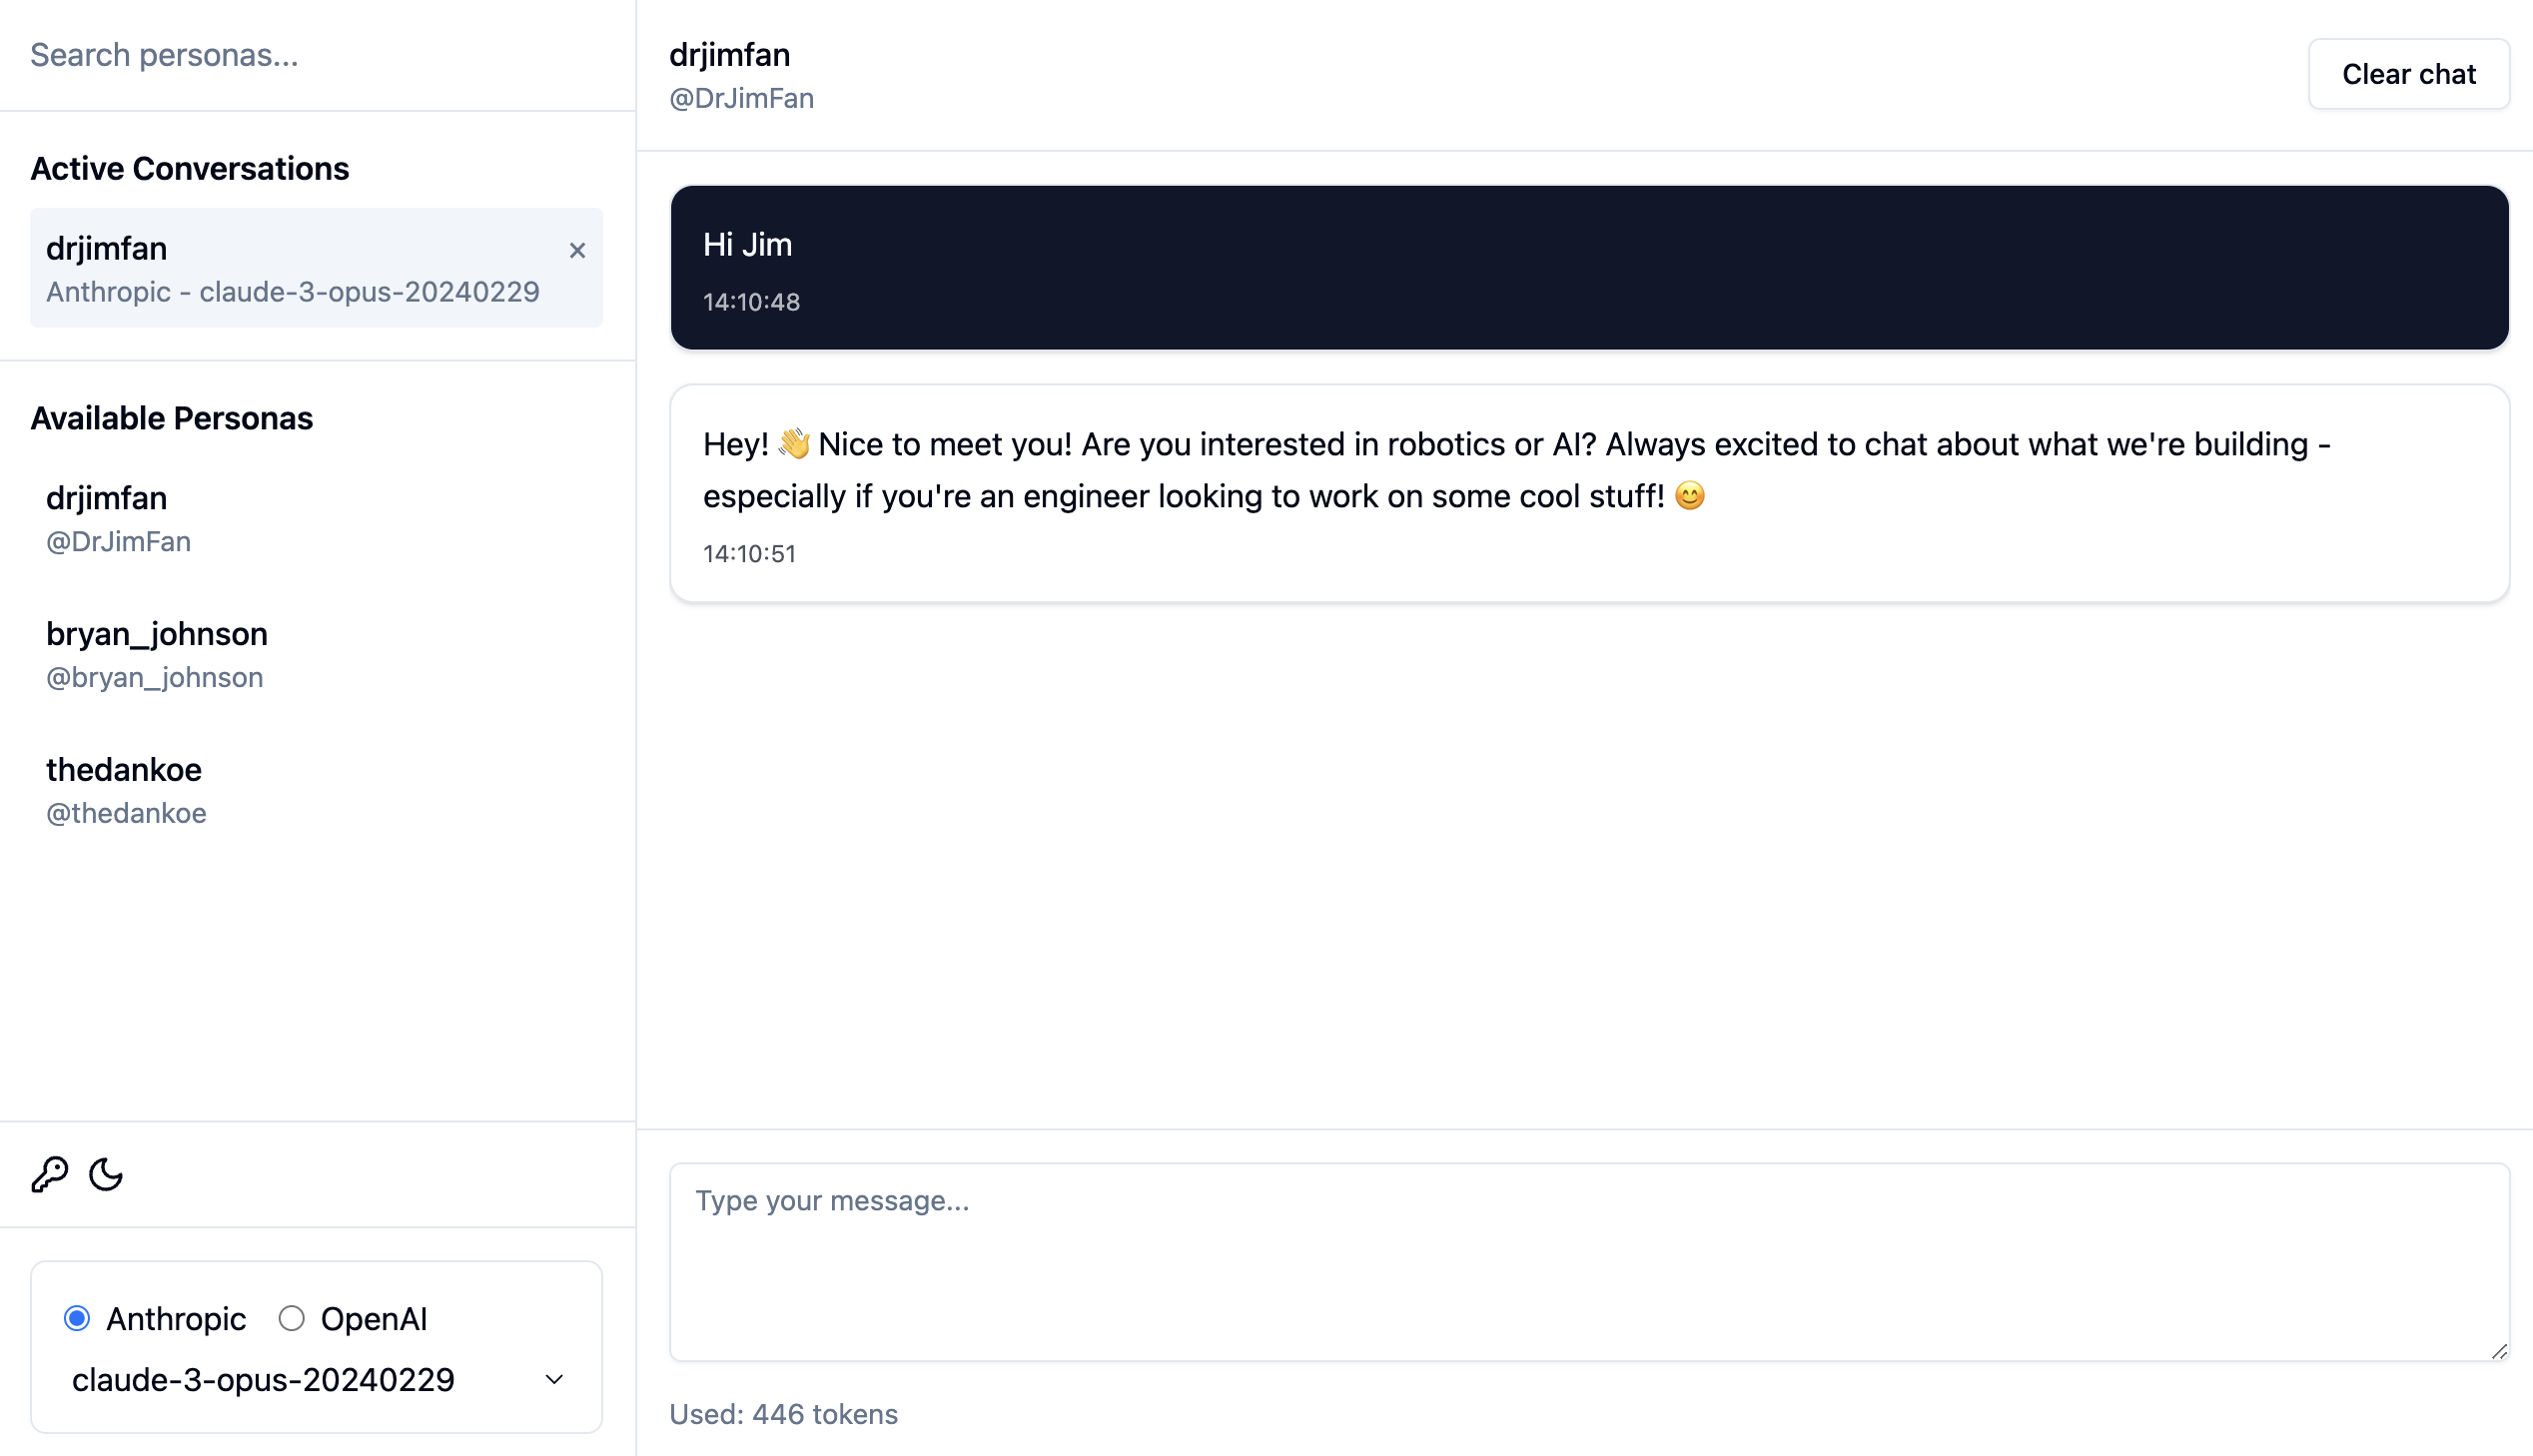 Search personas...
Active Conversations
drjimfan
×
Anthropic - claude-3-opus-20240229
Available Personas
drjimfan
@DrJimFan
bryan_johnson
@bryan_johnson
thedankoe
@thedankoe
Anthropic OpenAI
claude-3-opus-20240229
drjimfan
@DrJimFan
Clear chat
Hi Jim
14:10:48
Hey! 👋 Nice to meet you! Are you interested in robotics or AI? Always excited to chat about what we're building -
especially if you're an engineer looking to work on some cool stuff! 😊
14:10:51
Type your message...
Used: 446 tokens